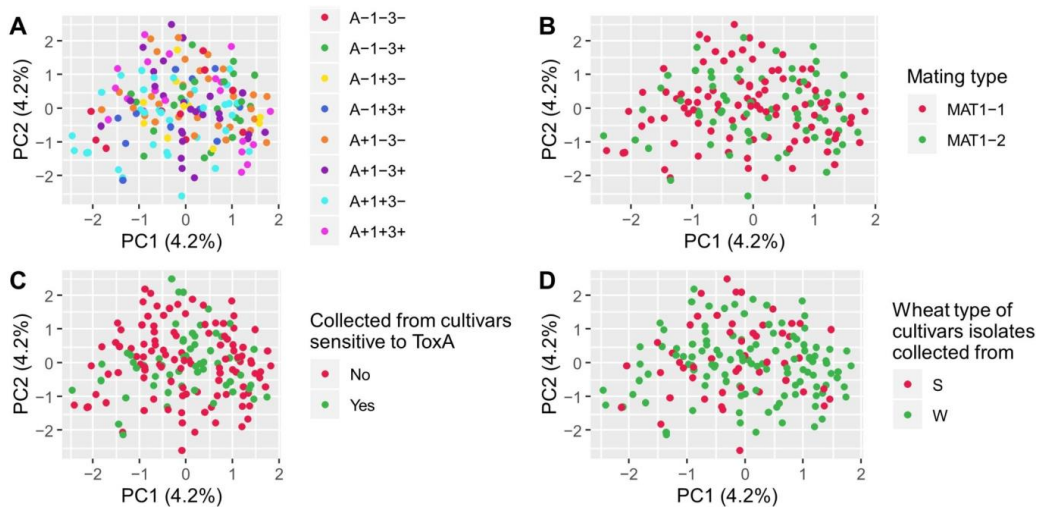 A
PC2 (4.2%)
2
1
0
−1
−2
−2
−1
0
1
2
PC1 (4.2%)
A−1−3−
A−1−3+
A−1+3−
A−1+3+
A+1−3−
A+1−3+
A+1+3−
A+1+3+
B
PC2 (4.2%)
2
1
0
−1
−2
−2
−1
0
1
2
PC1 (4.2%)
Mating type
MAT1−1
MAT1−2
C
PC2 (4.2%)
2
1
0
−1
−2
−2
−1
0
1
2
PC1 (4.2%)
Collected from cultivars
sensitive to ToxA
No
Yes
D
PC2 (4.2%)
2
1
0
−1
−2
−2
−1
0
1
2
PC1 (4.2%)
Wheat type of
cultivars isolates
collected from
S
W